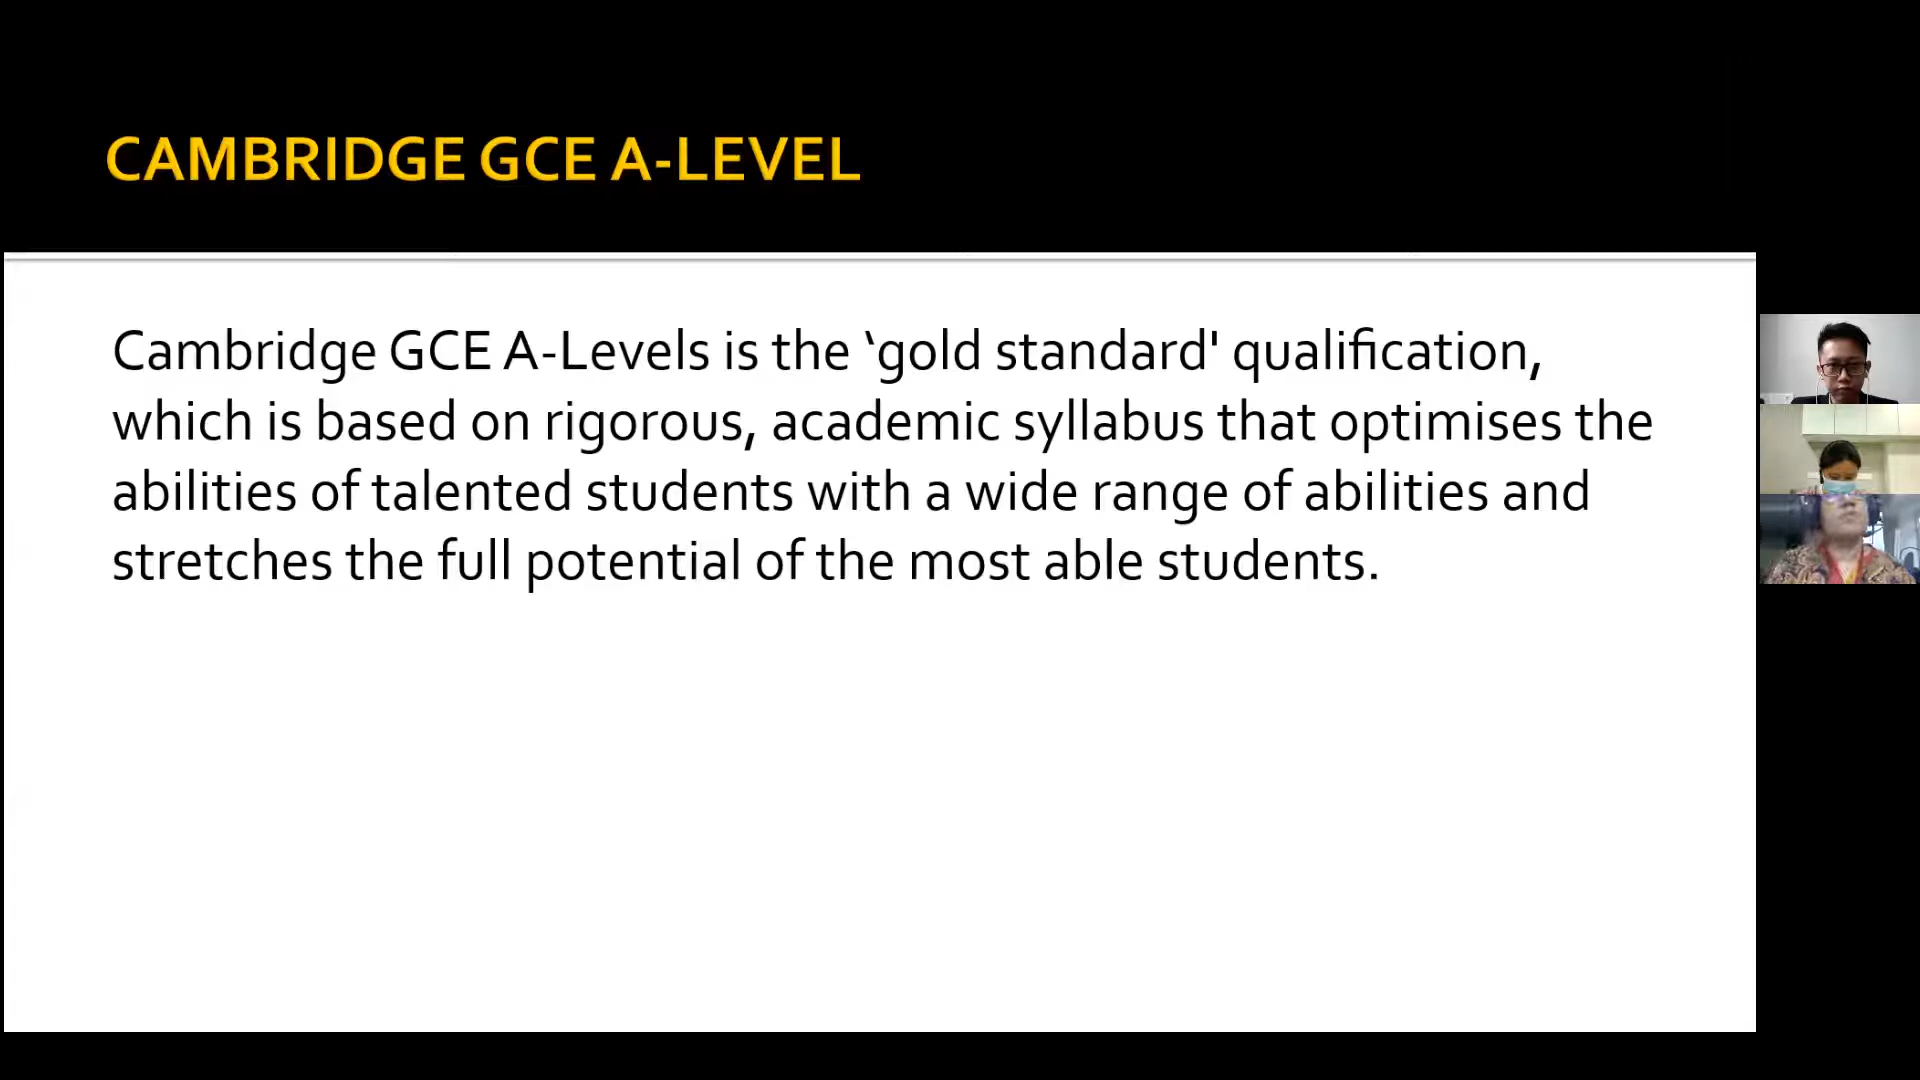 CAMBRIDGE GCE A-LEVEL
Cambridge GCE A-Levels is the ‘gold standard' qualification,
which is based on rigorous, academic syllabus that optimises the
abilities of talented students with a wide range of abilities and
stretches the full potential of the most able students.